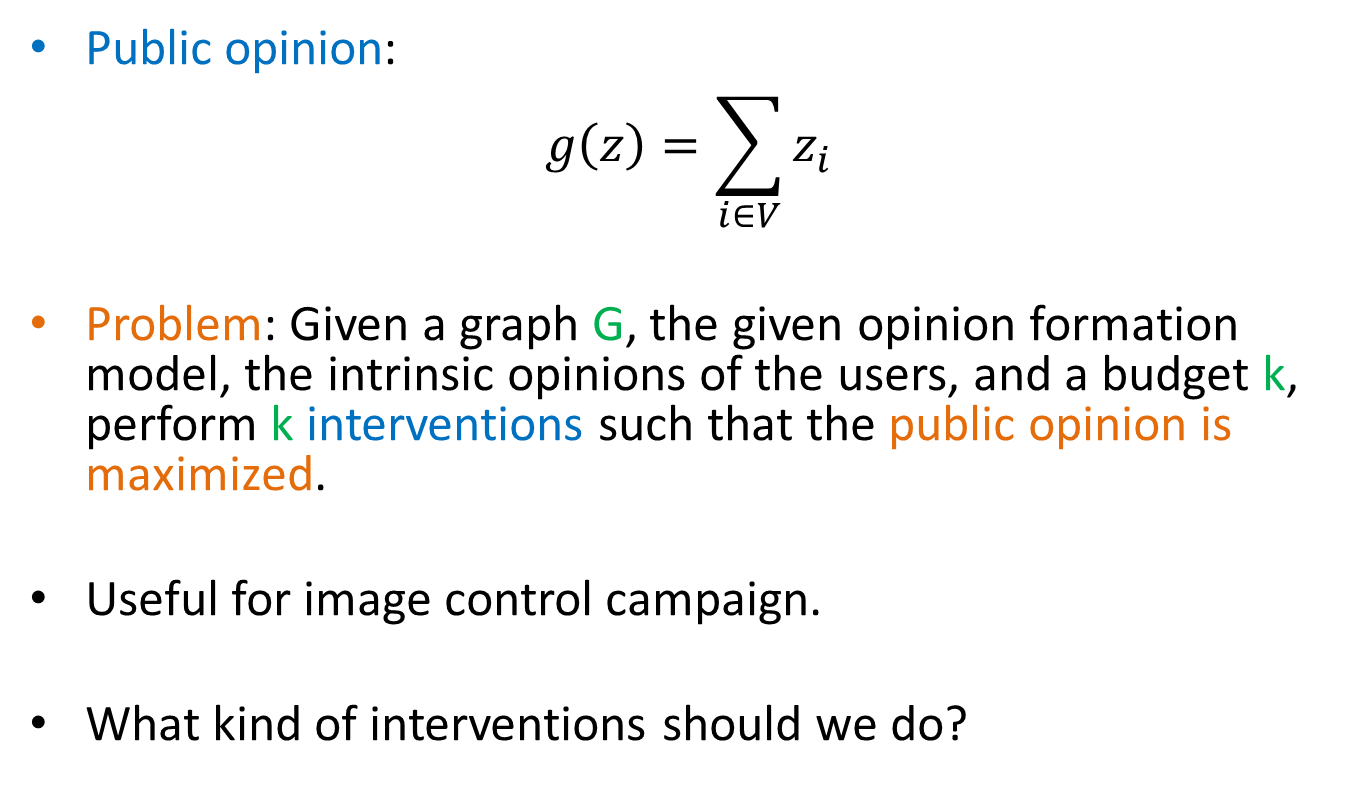 • Public opinion:
g(z) = ∑ zᵢ
i∈V
• Problem: Given a graph G, the given opinion formation
model, the intrinsic opinions of the users, and a budget k,
perform k interventions such that the public opinion is
maximized.
• Useful for image control campaign.
• What kind of interventions should we do?